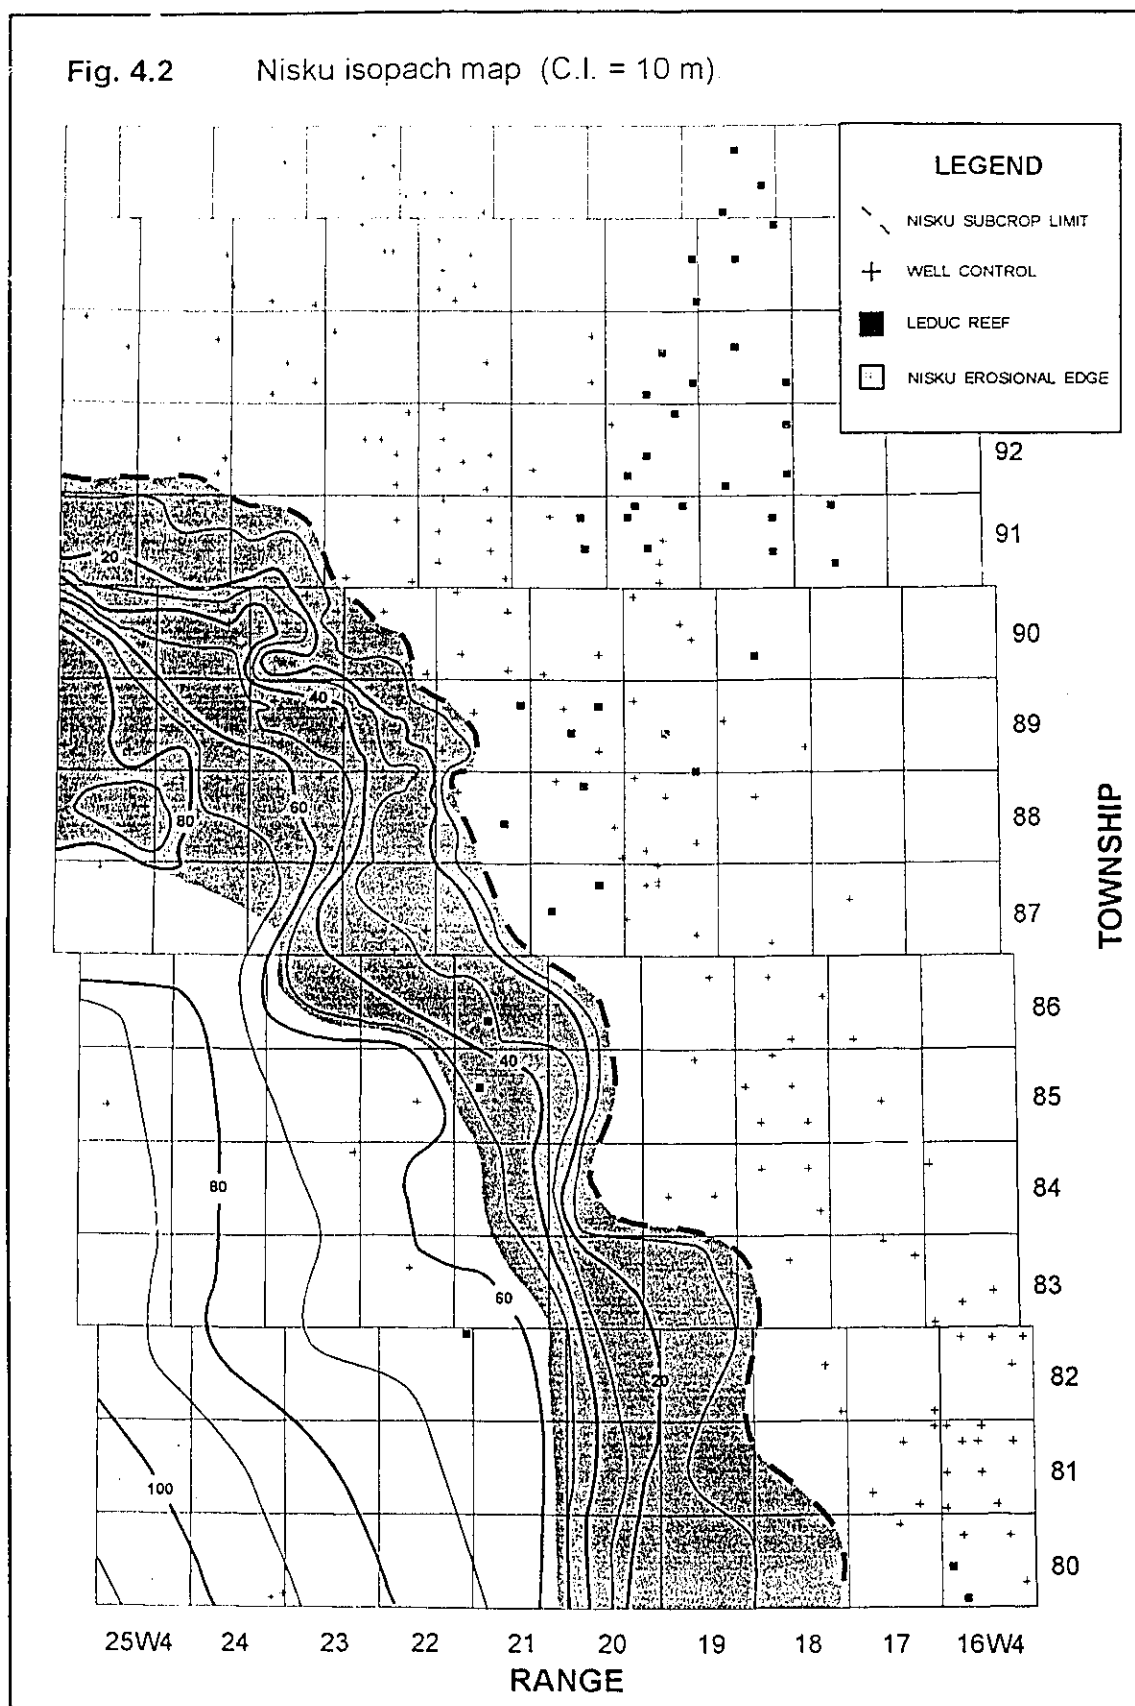 Fig. 4.2 Nisku isopach map (C.I. = 10 m)
LEGEND
NISKU SUBCROP LIMIT
WELL CONTROL
LEDUC REEF
NISKU EROSIONAL EDGE
92
91
20
90
40
89
60
88
80
87
86
40
85
80
84
60
83
20
82
100
81
80
TOWNSHIP
25W4 24 23 22 21 20 19 18 17 16W4
RANGE